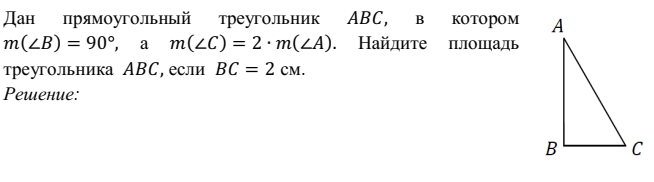 Дан прямоугольный треугольник ABC, в котором
m(∠B) = 90°, а m(∠C) = 2 · m(∠A). Найдите площадь
треугольника ABC, если BC = 2 см.
Решение:
A
B
C